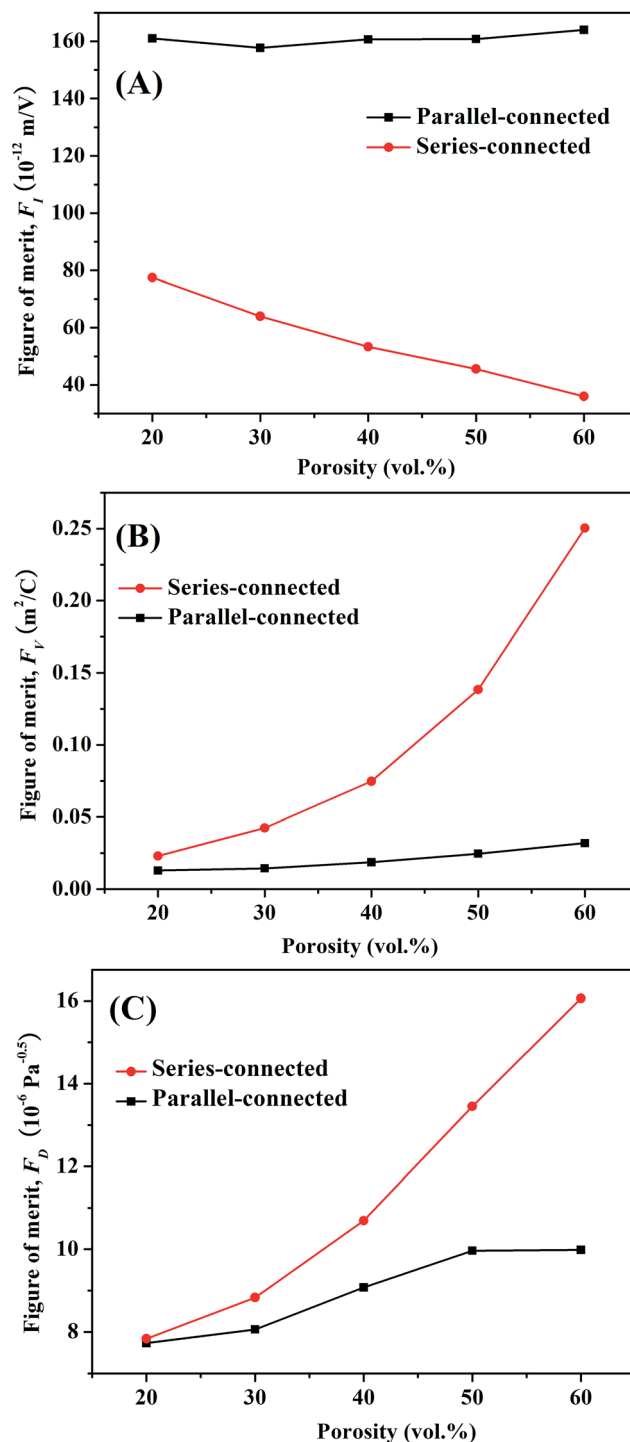 (A)
160
140
120
100
80
60
40
Parallel-connected
Series-connected
Figure of merit, F_I (10^-12 m/V)
20 30 40 50 60
Porosity (vol.%)
(B)
0.25
0.20
0.15
0.10
0.05
0.00
Series-connected
Parallel-connected
Figure of merit, F_V (m²/C)
20 30 40 50 60
Porosity (vol.%)
(C)
16
14
12
10
8
Series-connected
Parallel-connected
Figure of merit, F_D (10^-6 Pa^-0.5)
20 30 40 50 60
Porosity (vol.%)